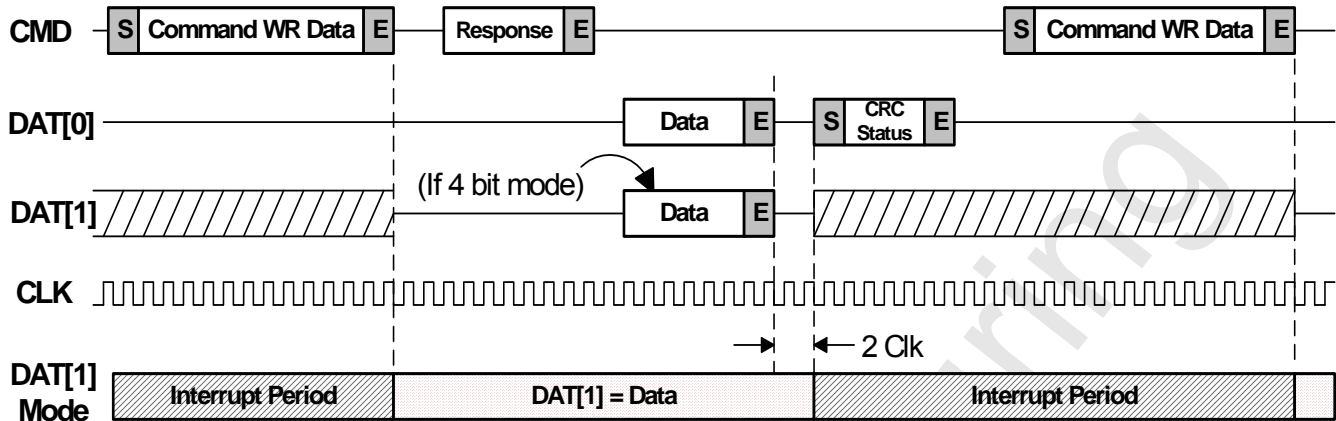 CMD S Command WR Data E Response E S Command WR Data E
DAT[0] Data E S CRC Status E
(If 4 bit mode)
DAT[1] Data E
CLK
2 Clk
DAT[1] Mode Interrupt Period DAT[1] = Data Interrupt Period